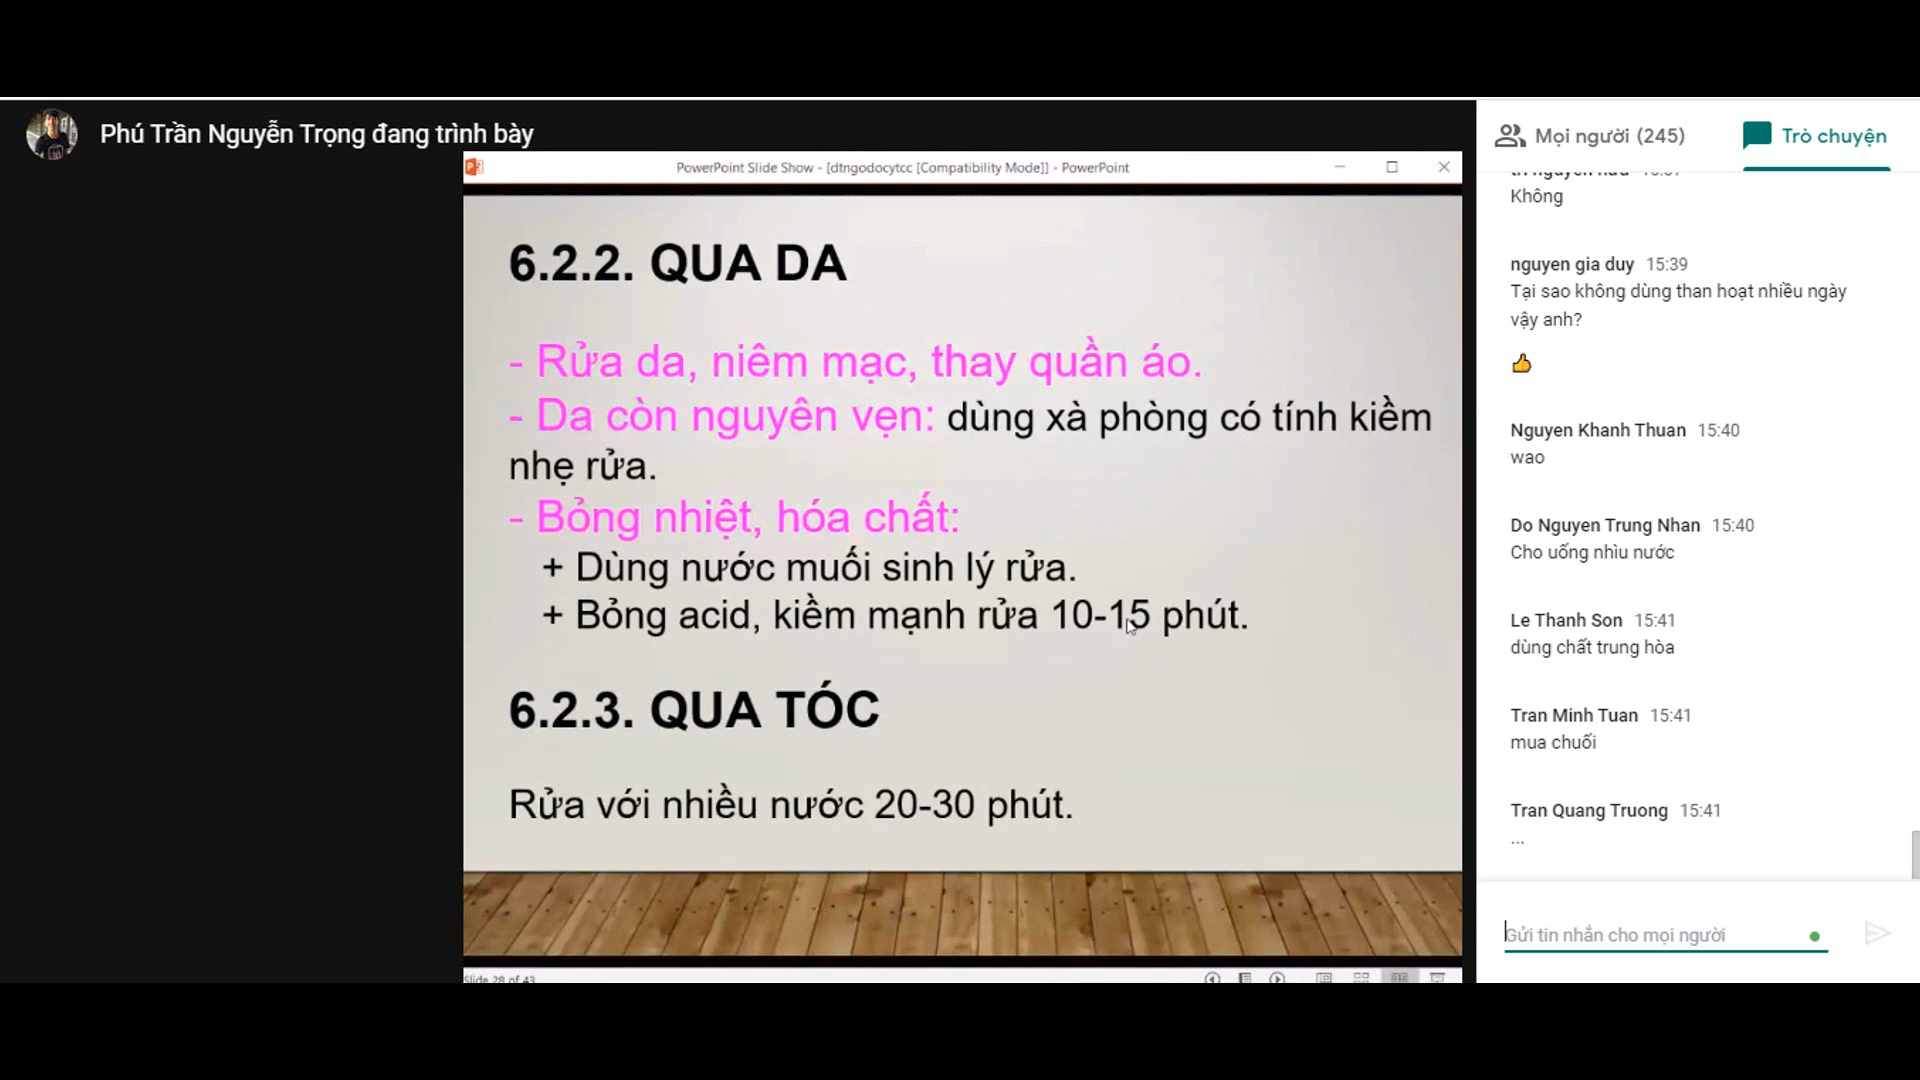 Phú Trần Nguyễn Trọng đang trình bày
PowerPoint Slide Show - [dtngodocytcc [Compatibility Mode]] - PowerPoint
6.2.2. QUA DA
- Rửa da, niêm mạc, thay quần áo.
- Da còn nguyên vẹn: dùng xà phòng có tính kiềm
nhẹ rửa.
- Bỏng nhiệt, hóa chất:
+ Dùng nước muối sinh lý rửa.
+ Bỏng acid, kiềm mạnh rửa 10-15 phút.
6.2.3. QUA TÓC
Rửa với nhiều nước 20-30 phút.
Slide 28 of 43
Mọi người (245)
Trò chuyện
Không
nguyen gia duy 15:39
Tại sao không dùng than hoạt nhiều ngày
vậy anh?
Nguyen Khanh Thuan 15:40
wao
Do Nguyen Trung Nhan 15:40
Cho uống nhìu nước
Le Thanh Son 15:41
dùng chất trung hòa
Tran Minh Tuan 15:41
mua chuối
Tran Quang Truong 15:41
...
Gửi tin nhắn cho mọi người